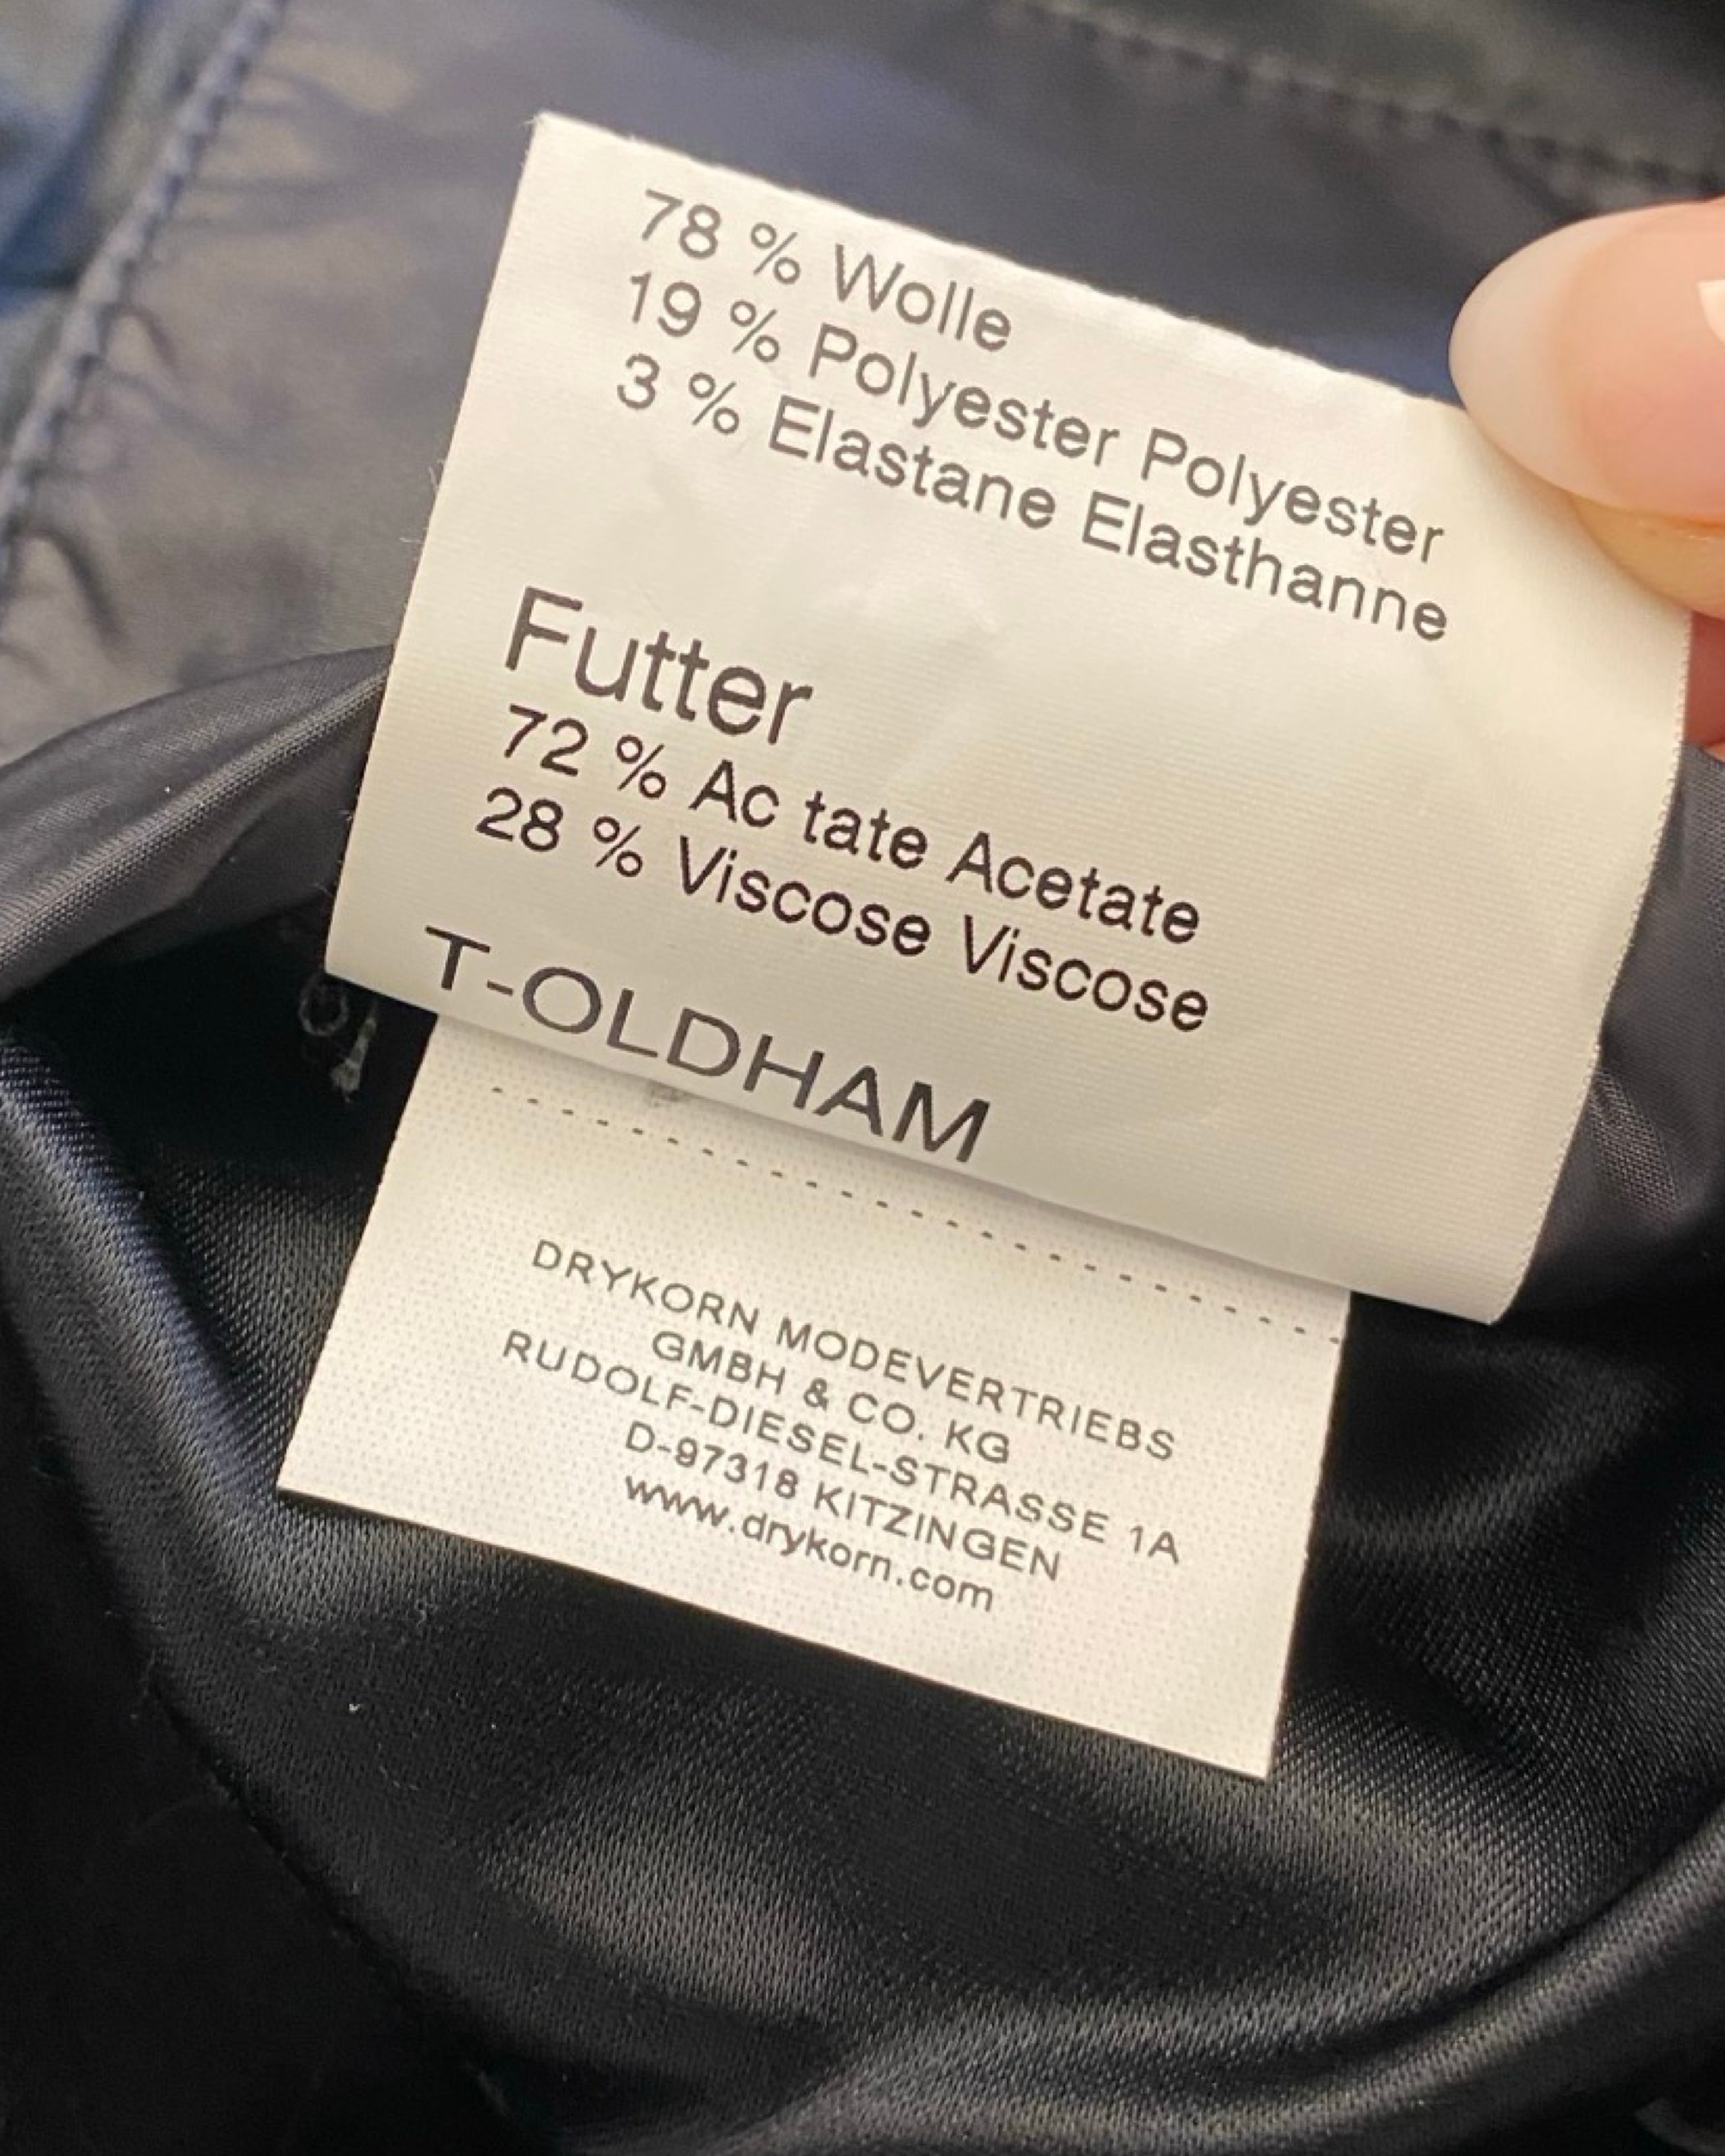 78 % Wolle
19 % Polyester Polyester
3 % Elastane Elasthanne
Futter
72 % Ac tate Acetate
28 % Viscose Viscose
T-OLDHAM
DRYKORN MODEVERTRIEBS
GMBH & CO. KG
RUDOLF-DIESEL-STRASSE 1A
D-97318 KITZINGEN
www.drykorn.com